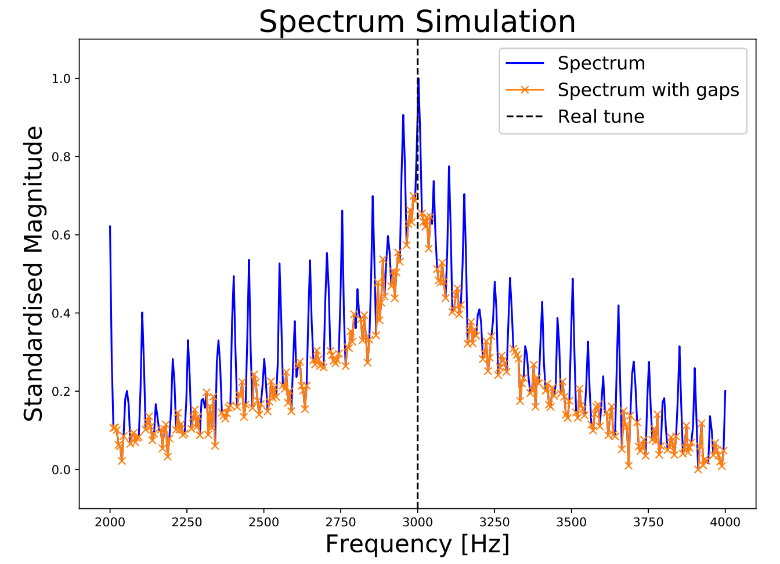 Spectrum Simulation
Spectrum
Spectrum with gaps
Real tune
Standardised Magnitude
1.0
0.8
0.6
0.4
0.2
0.0
2000 2250 2500 2750 3000 3250 3500 3750 4000
Frequency [Hz]